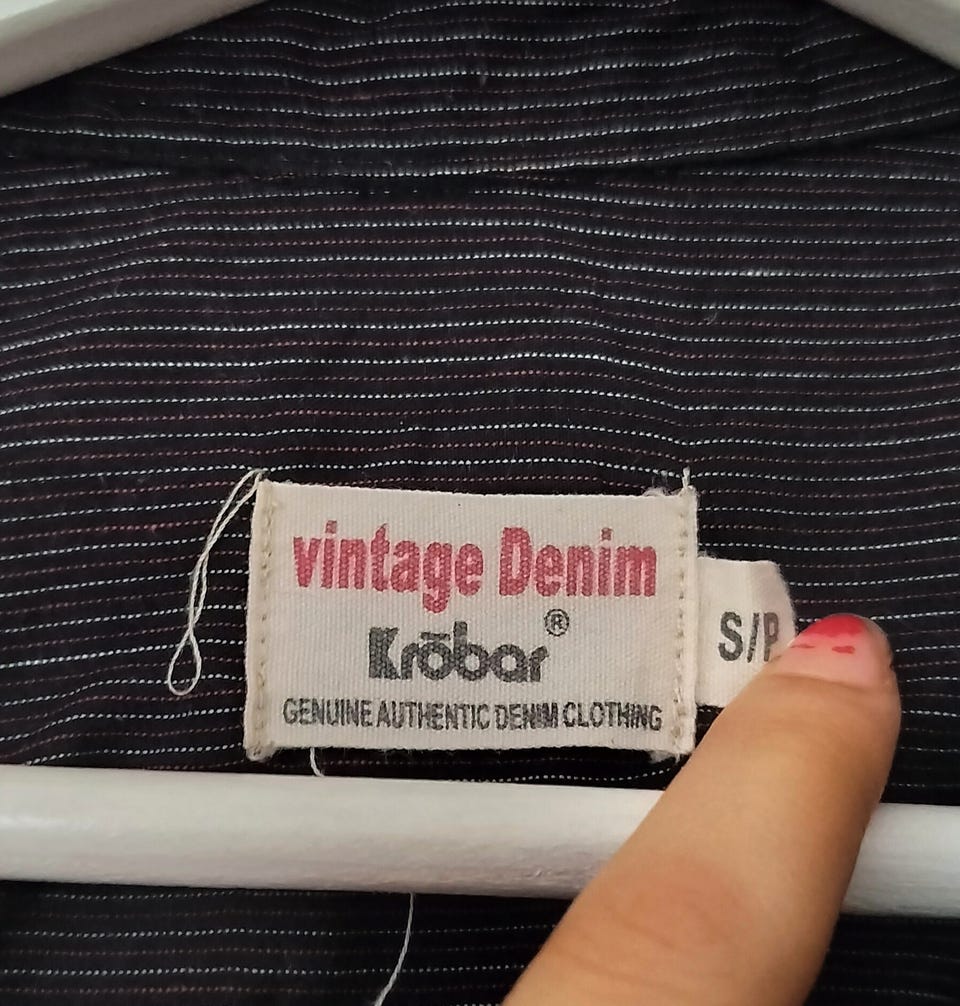 vintage Denim
Krōbar ®
GENUINE AUTHENTIC DENIM CLOTHING
S/P